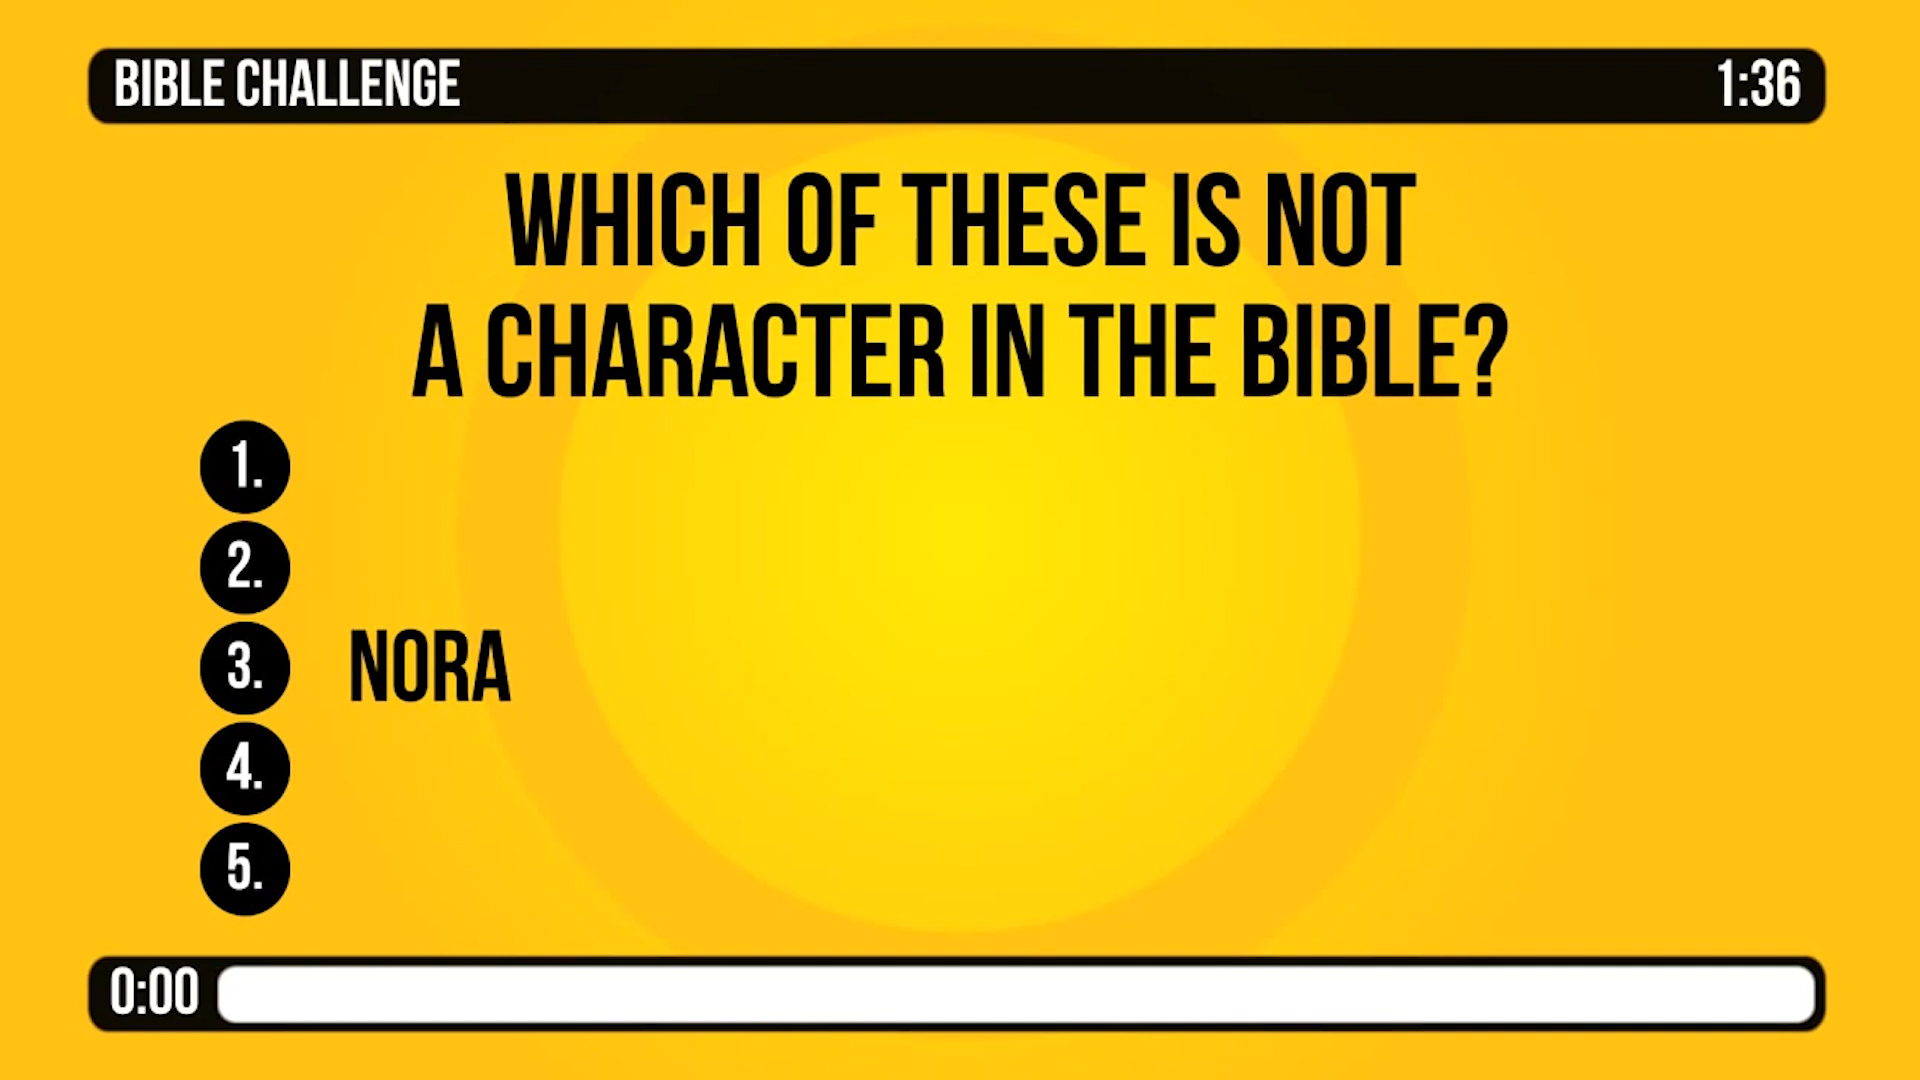 BIBLE CHALLENGE
1:36
WHICH OF THESE IS NOT
A CHARACTER IN THE BIBLE?
1.
2.
3. NORA
4.
5.
0:00